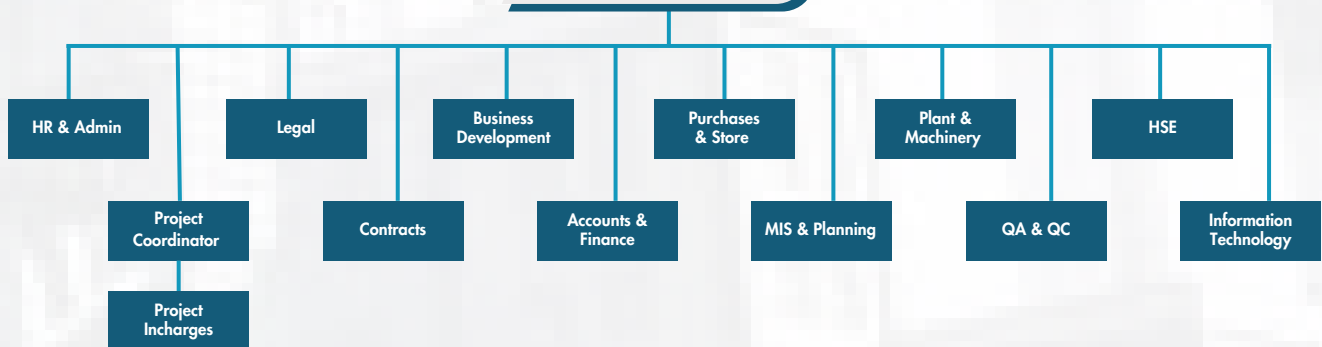 HR & Admin
Legal
Business
Development
Purchases
& Store
Plant &
Machinery
HSE
Project
Coordinator
Contracts
Accounts &
Finance
MIS & Planning
QA & QC
Information
Technology
Project
Incharges